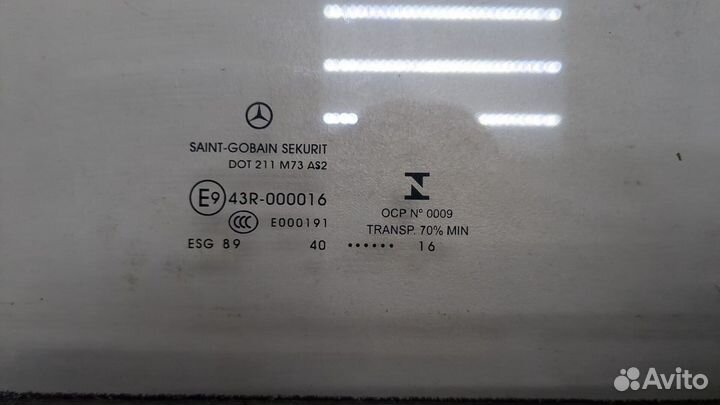 SAINT-GOBAIN SEKURIT
DOT 211 M73 AS2
E9 43R-000016
CCC E000191
ESG 89 40 •••••• 16
N
OCP N° 0009
TRANSP. 70% MIN
Avito